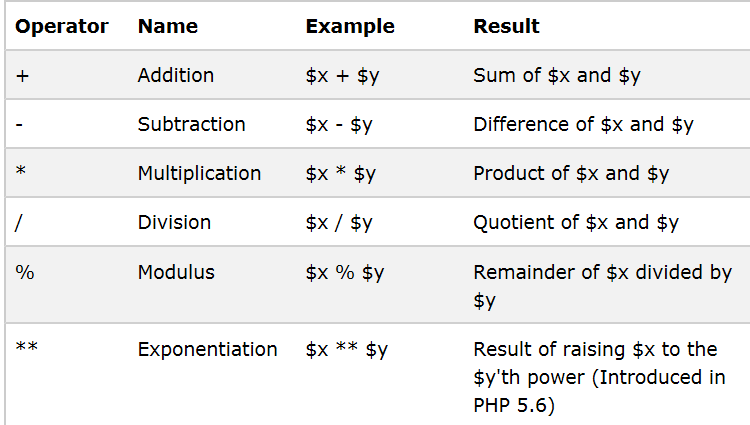 Operator Name Example Result
+ Addition $x + $y Sum of $x and $y
- Subtraction $x - $y Difference of $x and $y
* Multiplication $x * $y Product of $x and $y
/ Division $x / $y Quotient of $x and $y
% Modulus $x % $y Remainder of $x divided by
$y
** Exponentiation $x ** $y Result of raising $x to the
$y'th power (Introduced in
PHP 5.6)